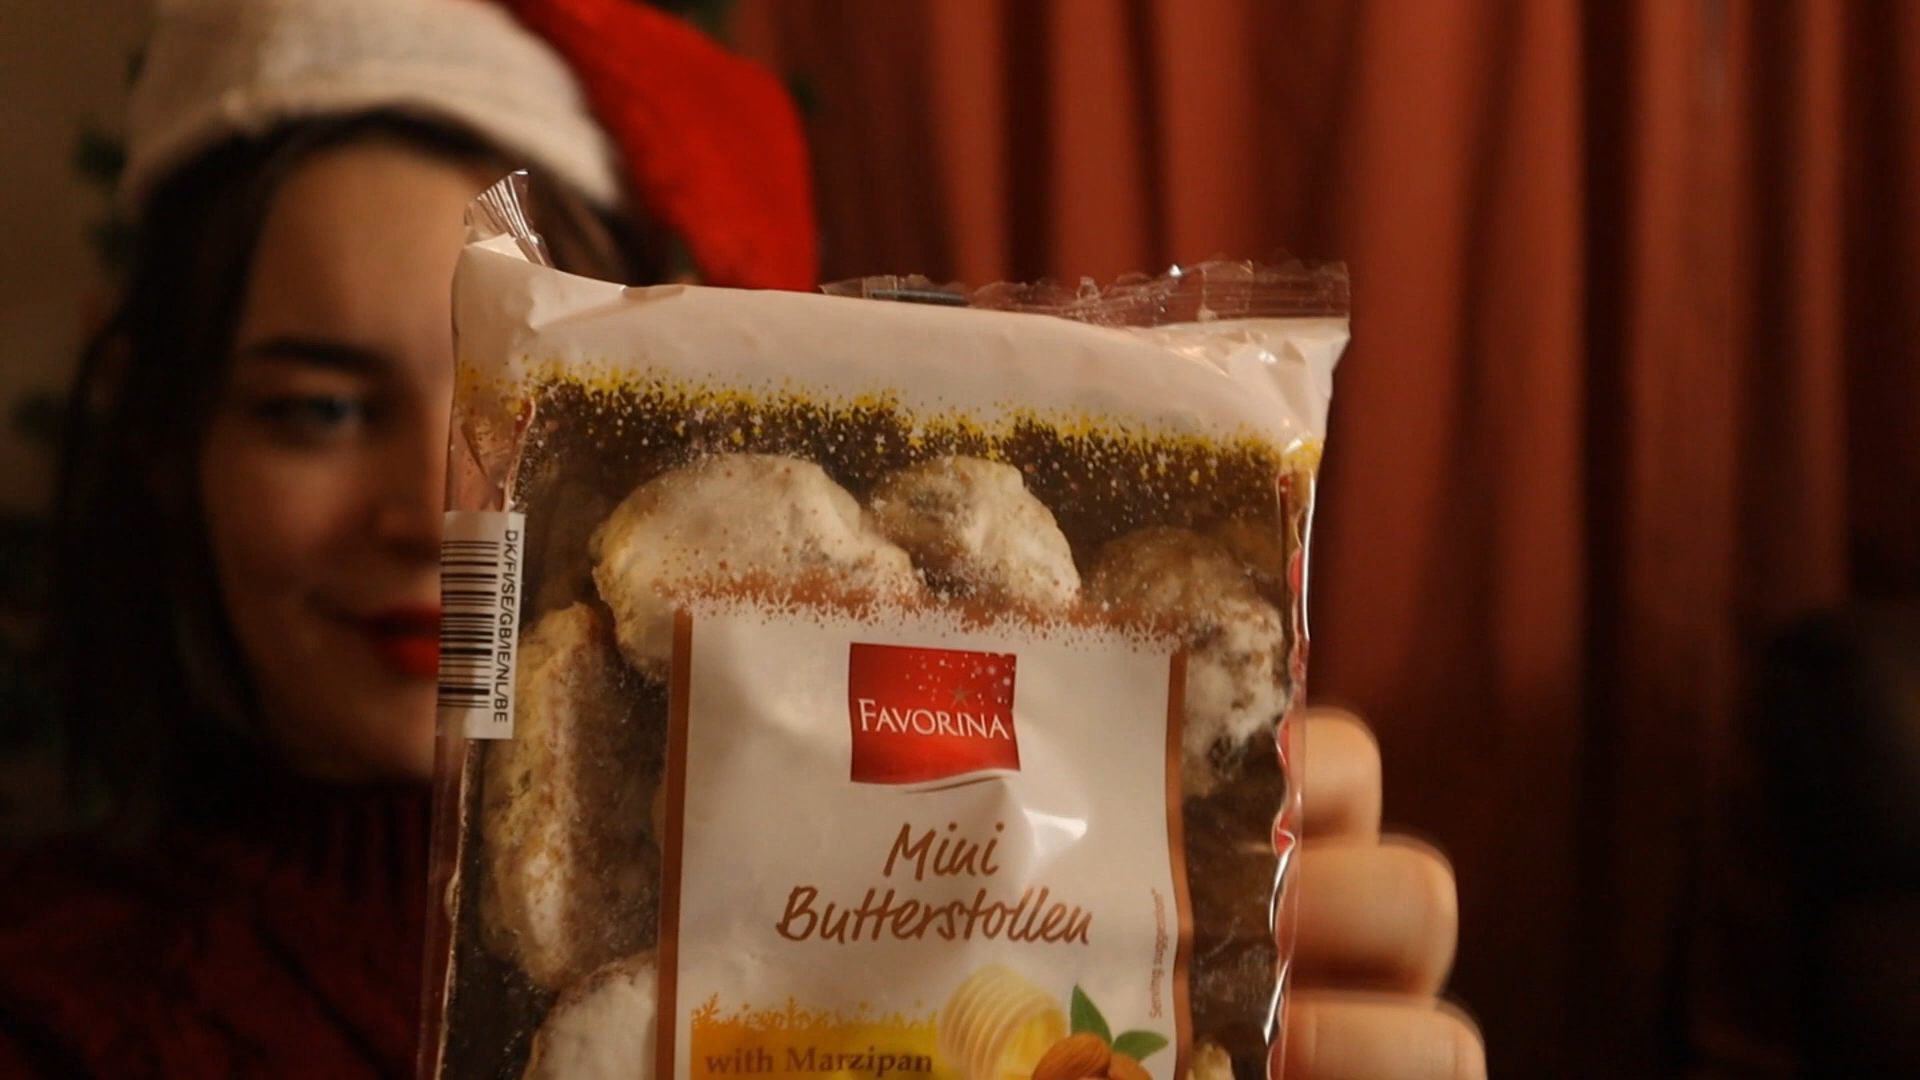 DK/FI/SE/GB/IE/NL/BE
FAVORINA
Mini
Butterstollen
with Marzipan